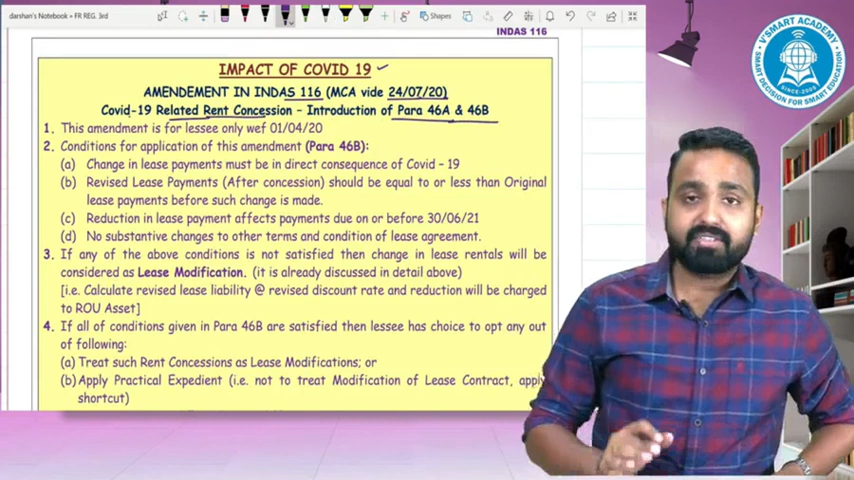 darshan's Notebook » FR REG. 3rd
Shapes
INDAS 116
V'SMART ACADEMY
SINCE-2009
SMART DECISION FOR SMART EDUCATION
IMPACT OF COVID 19
AMENDEMENT IN INDAS 116 (MCA vide 24/07/20)
Covid-19 Related Rent Concession – Introduction of Para 46A & 46B
1. This amendment is for lessee only wef 01/04/20
2. Conditions for application of this amendment (Para 46B):
(a) Change in lease payments must be in direct consequence of Covid – 19
(b) Revised Lease Payments (After concession) should be equal to or less than Original
lease payments before such change is made.
(c) Reduction in lease payment affects payments due on or before 30/06/21
(d) No substantive changes to other terms and condition of lease agreement.
3. If any of the above conditions is not satisfied then change in lease rentals will be
considered as Lease Modification. (it is already discussed in detail above)
[i.e. Calculate revised lease liability @ revised discount rate and reduction will be charged
to ROU Asset]
4. If all of conditions given in Para 46B are satisfied then lessee has choice to opt any out
of following:
(a) Treat such Rent Concessions as Lease Modifications; or
(b) Apply Practical Expedient (i.e. not to treat Modification of Lease Contract, apply
shortcut)